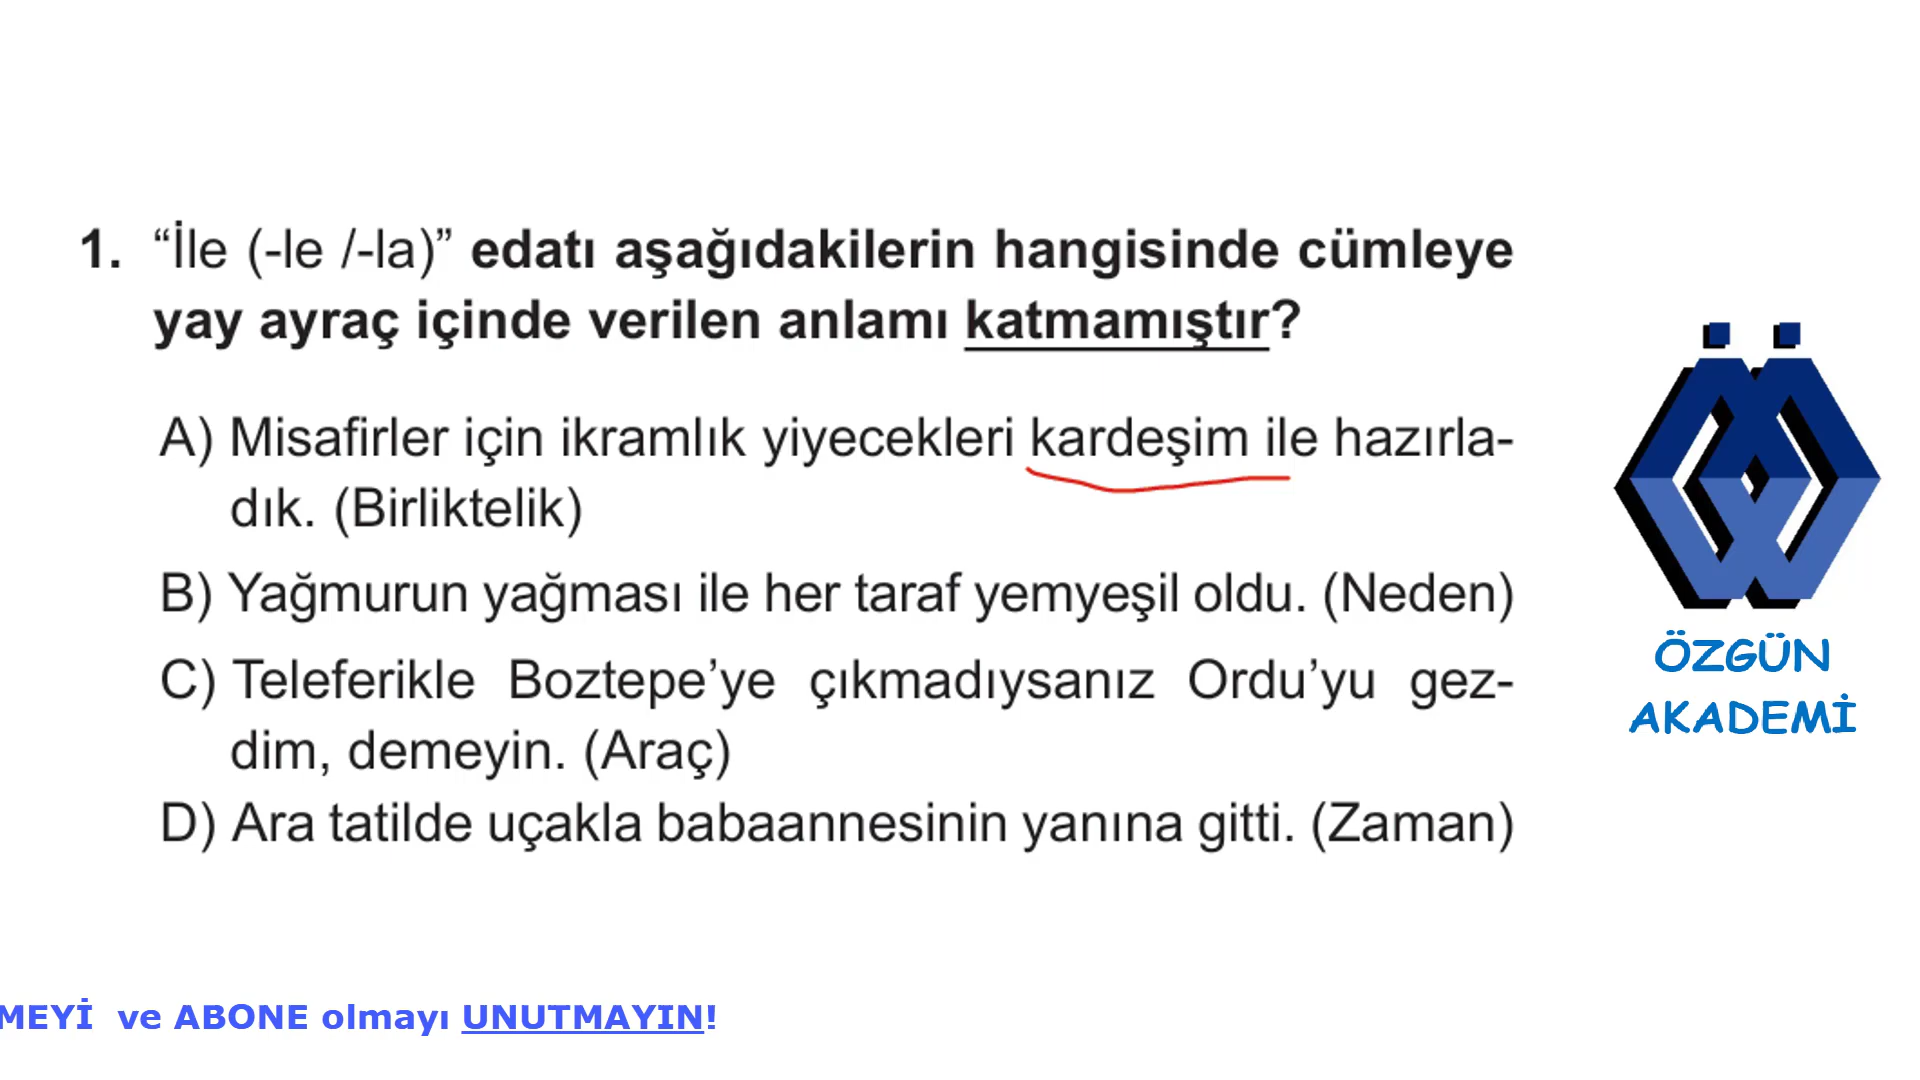 1. “İle (-le /-la)” edatı aşağıdakilerin hangisinde cümleye
yay ayraç içinde verilen anlamı katmamıştır?
A) Misafirler için ikramlık yiyecekleri kardeşim ile hazırla-
dık. (Birliktelik)
B) Yağmurun yağması ile her taraf yemyeşil oldu. (Neden)
C) Teleferikle Boztepe’ye çıkmadıysanız Ordu’yu gez-
dim, demeyin. (Araç)
D) Ara tatilde uçakla babaannesinin yanına gitti. (Zaman)
ÖZGÜN
AKADEMİ
MEYİ ve ABONE olmayı UNUTMAYIN!